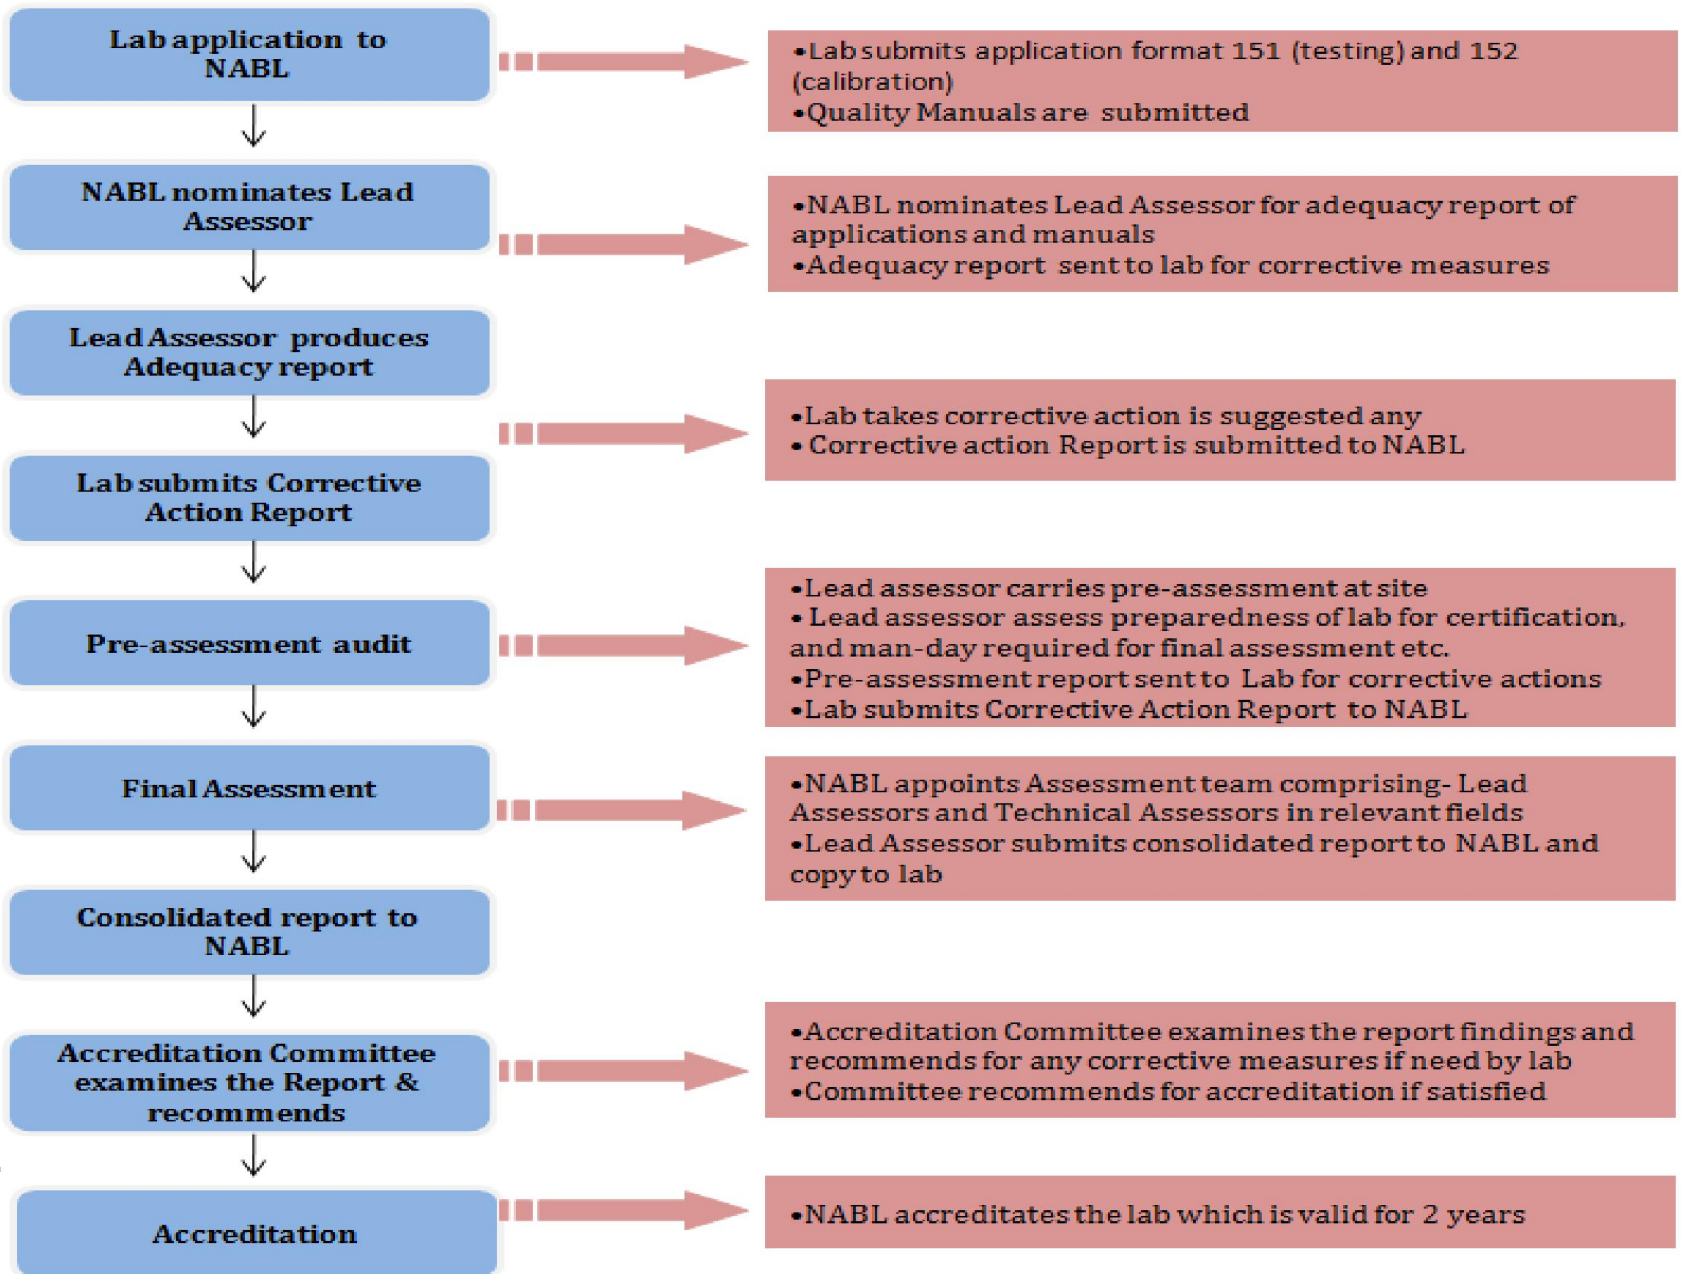 Lab application to
NABL
•Lab submits application format 151 (testing) and 152
(calibration)
•Quality Manuals are submitted
NABL nominates Lead
Assessor
•NABL nominates Lead Assessor for adequacy report of
applications and manuals
•Adequacy report sent to lab for corrective measures
Lead Assessor produces
Adequacy report
•Lab takes corrective action is suggested any
• Corrective action Report is submitted to NABL
Lab submits Corrective
Action Report
Pre-assessment audit
•Lead assessor carries pre-assessment at site
• Lead assessor assess preparedness of lab for certification,
and man-day required for final assessment etc.
•Pre-assessment report sent to Lab for corrective actions
•Lab submits Corrective Action Report to NABL
Final Assessment
•NABL appoints Assessment team comprising- Lead
Assessors and Technical Assessors in relevant fields
•Lead Assessor submits consolidated report to NABL and
copy to lab
Consolidated report to
NABL
Accreditation Committee
examines the Report &
recommends
•Accreditation Committee examines the report findings and
recommends for any corrective measures if need by lab
•Committee recommends for accreditation if satisfied
Accreditation
•NABL accreditates the lab which is valid for 2 years